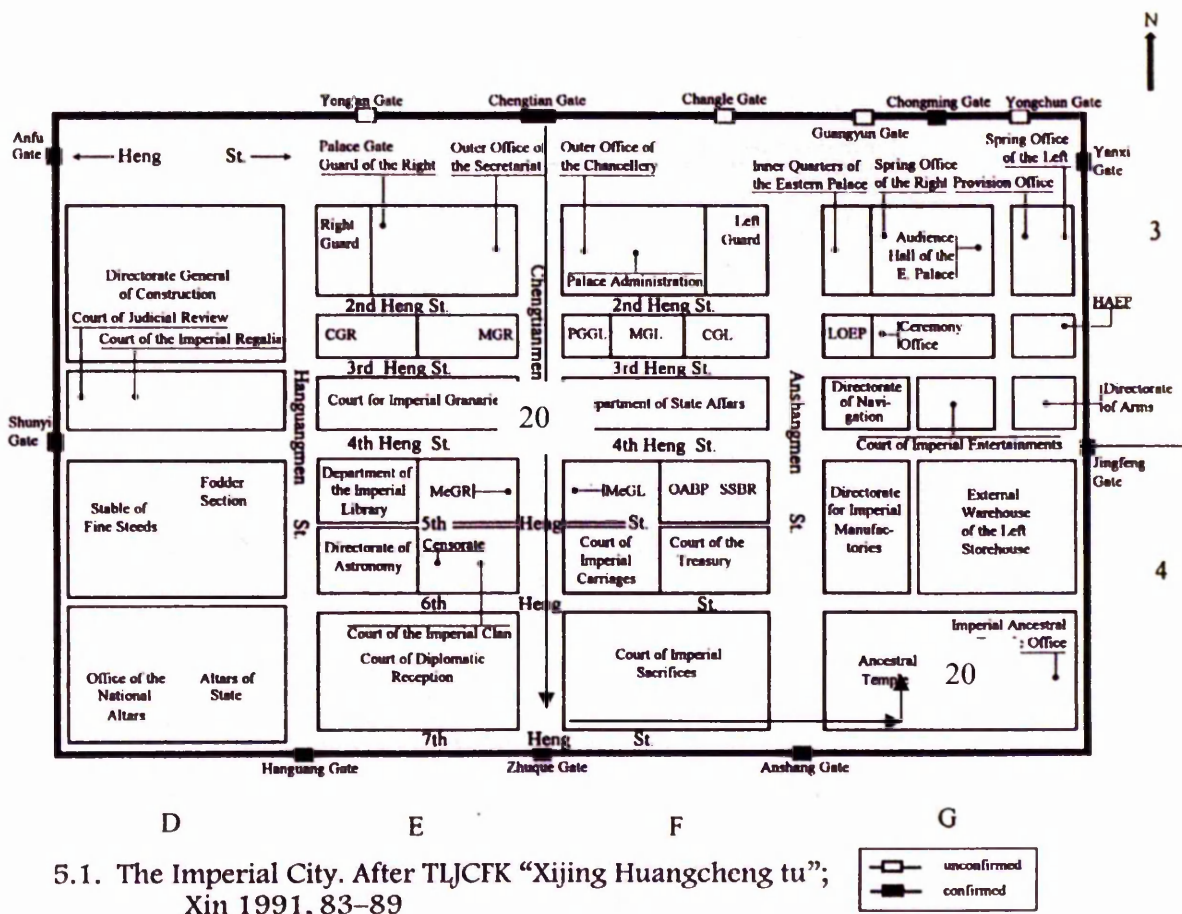 N
Yong'an Gate
Chengtian Gate
Changle Gate
Chongming Gate
Yongchun Gate
Guangyun Gate
Anfu
Gate
Heng St.
Palace Gate
Guard of the Right
Outer Office of
the Secretariat
Outer Office of
the Chancellery
Inner Quarters of
the Eastern Palace
Spring Office
of the Right
Provision Office
Spring Office
of the Left
Yanxi
Gate
Right
Guard
Left
Guard
Audience
Hall of the
E. Palace
3
Directorate General
of Construction
Palace Administration
Chengtianmen
2nd Heng St.
2nd Heng St.
HAEP
Court of Judicial Review
Court of the Imperial Regalia
CGR
MGR
PGGL
MGL
CGL
LOEP
Ceremony
Office
3rd Heng St.
3rd Heng St.
Hanguangmen
St.
Anshangmen
St.
Court for Imperial Granarie
20
partment of State Affairs
Directorate
of Navi-
gation
Directorate
of Arms
Shunyi
Gate
4th Heng St.
4th Heng St.
Court of Imperial Entertainments
Jingfeng
Gate
Stable of
Fine Steeds
Fodder
Section
Department of
the Imperial
Library
MeGR
MeGL
OABP SSBR
Directorate
for Imperial
Manufac-
tories
External
Warehouse
of the Left
Storehouse
5th Heng St.
Directorate of
Astronomy
Censorate
Court of
Imperial
Carriages
Court of the
Treasury
4
6th Heng St.
Court of the Imperial Clan
Court of Diplomatic
Reception
Court of Imperial
Sacrifices
Imperial Ancestral
Office
Ancestral
Temple
20
Office of the
National
Altars
Altars of
State
7th Heng St.
Hanguang Gate
Zhuque Gate
Anshang Gate
D E F G
5.1. The Imperial City. After TLJCFK “Xijing Huangcheng tu”;
Xin 1991, 83–89
unconfirmed
confirmed